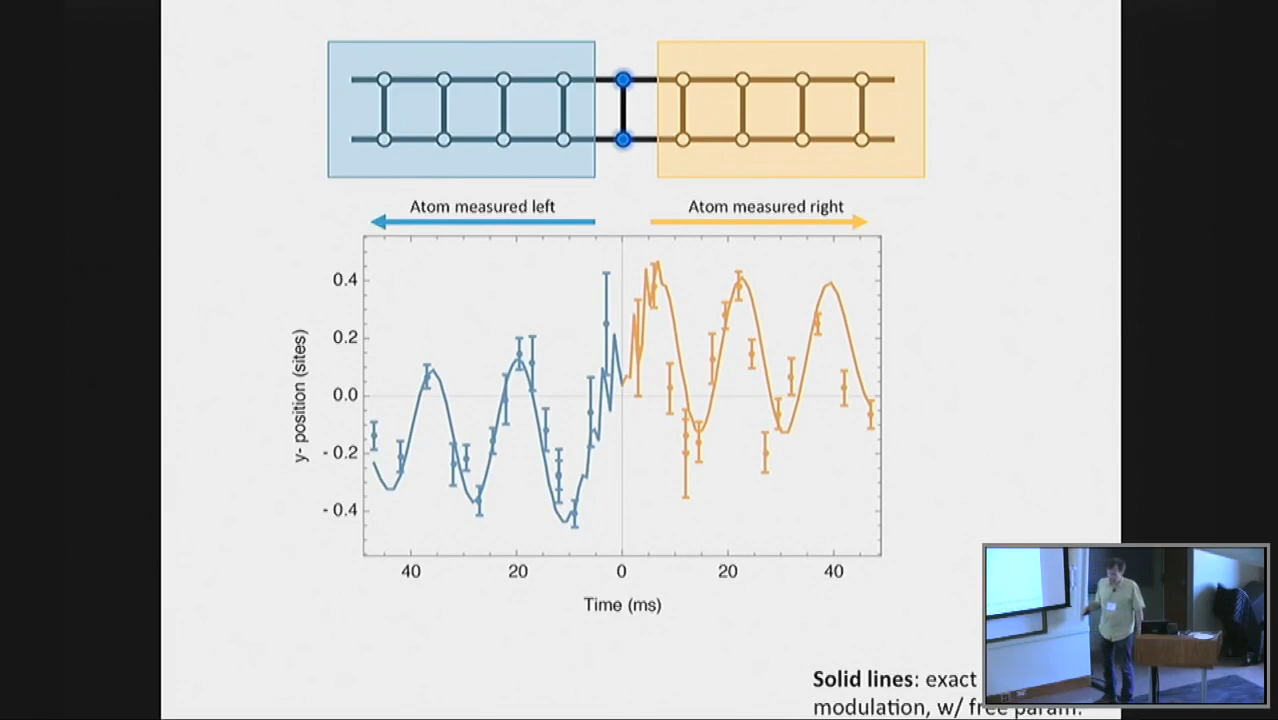 Atom measured left
Atom measured right
0.4
0.2
0.0
- 0.2
- 0.4
y- position (sites)
40
20
0
20
40
Time (ms)
Solid lines: exact
modulation, w/ free param.